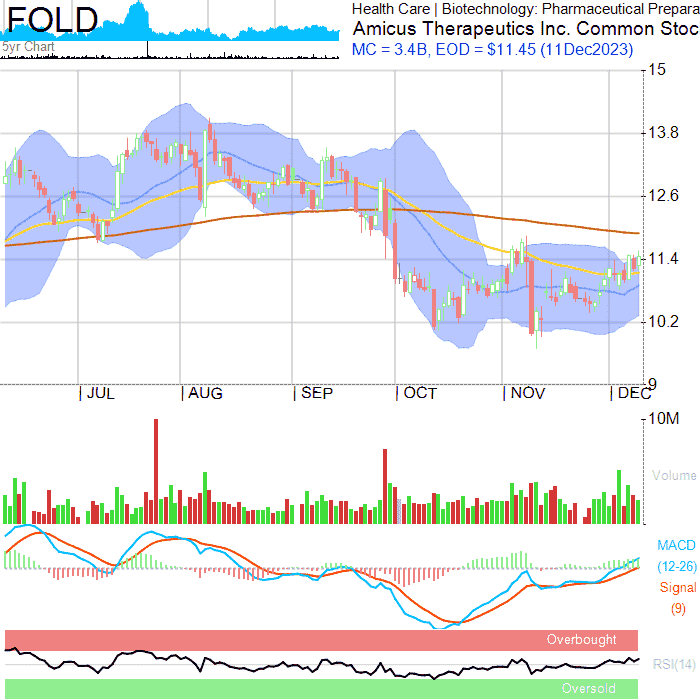 FOLD
5yr Chart
Health Care | Biotechnology: Pharmaceutical Prepara
Amicus Therapeutics Inc. Common Stoc
MC = 3.4B, EOD = $11.45 (11Dec2023)
15
13.8
12.6
11.4
10.2
9
JUL
AUG
SEP
OCT
NOV
DEC
10M
Volume
MACD
(12-26)
Signal
(9)
Overbought
RSI(14)
Oversold